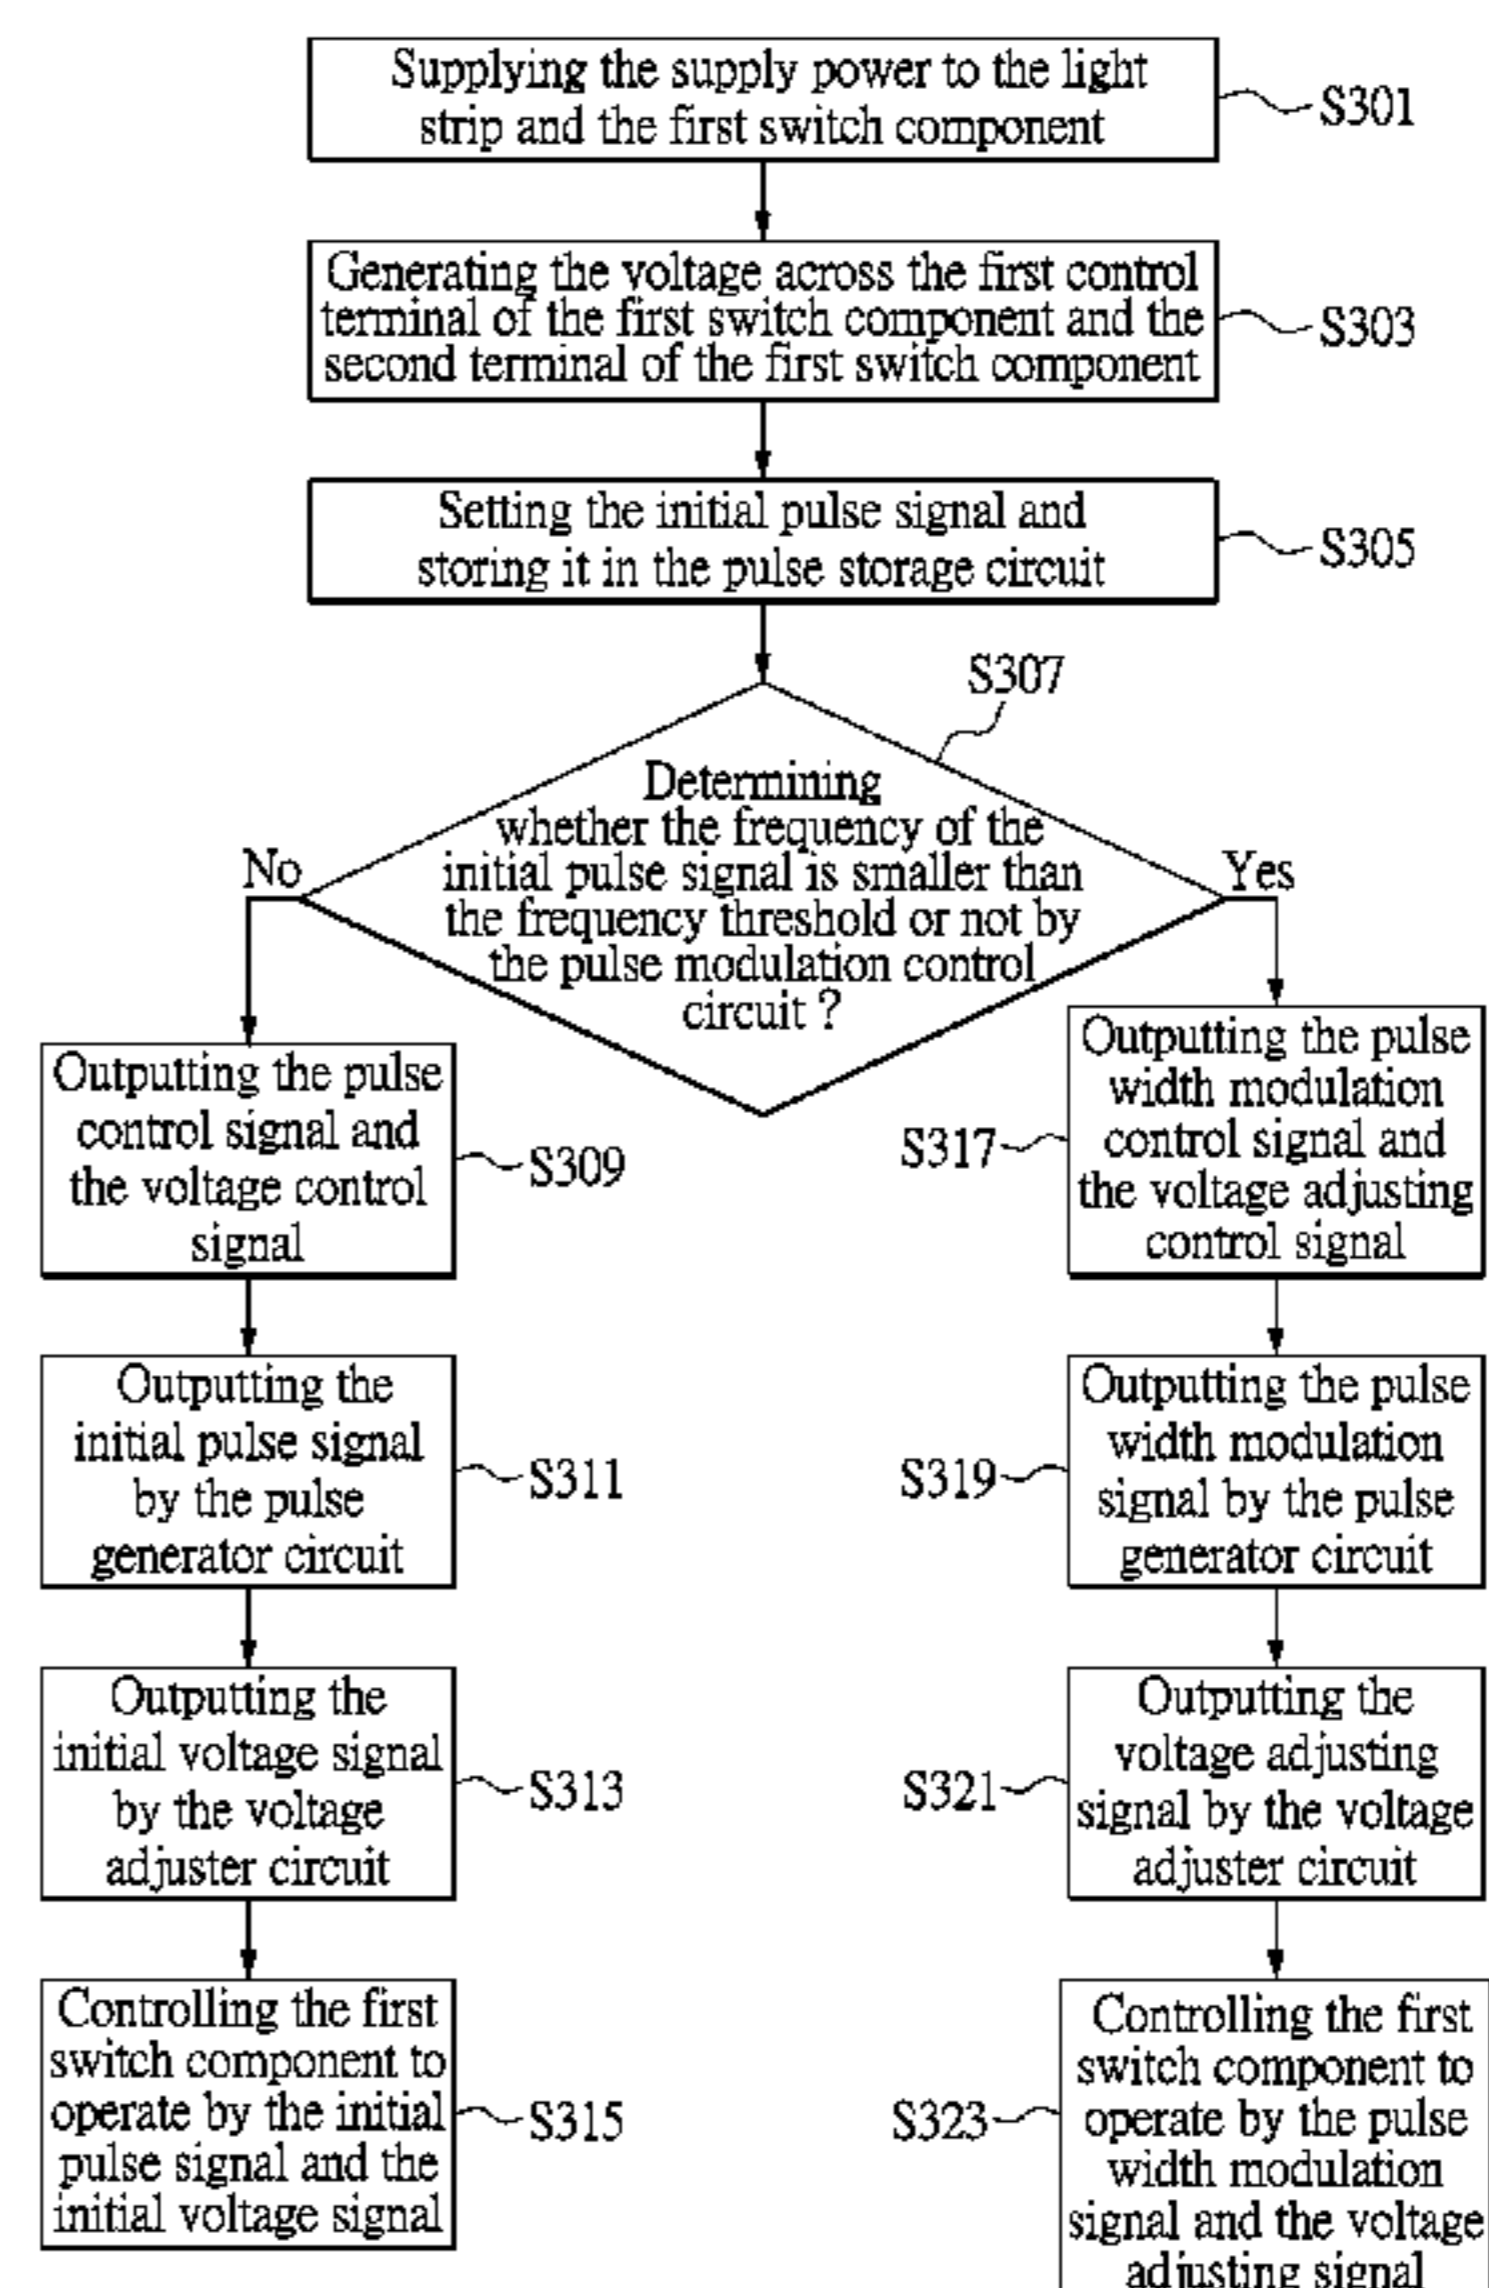 Supplying the supply power to the light
strip and the first switch component
S301
Generating the voltage across the first control
terminal of the first switch component and the
second terminal of the first switch component
S303
Setting the initial pulse signal and
storing it in the pulse storage circuit
S305
S307
Determining
whether the frequency of the
initial pulse signal is smaller than
the frequency threshold or not by
the pulse modulation control
circuit ?
No
Yes
Outputting the pulse
control signal and
the voltage control
signal
S309
Outputting the
initial pulse signal
by the pulse
generator circuit
S311
Outputting the
initial voltage signal
by the voltage
adjuster circuit
S313
Controlling the first
switch component to
operate by the initial
pulse signal and the
initial voltage signal
S315
Outputting the pulse
width modulation
control signal and
the voltage adjusting
control signal
S317
Outputting the pulse
width modulation
signal by the pulse
generator circuit
S319
Outputting the
voltage adjusting
signal by the voltage
adjuster circuit
S321
Controlling the first
switch component to
operate by the pulse
width modulation
signal and the voltage
adjusting signal
S323